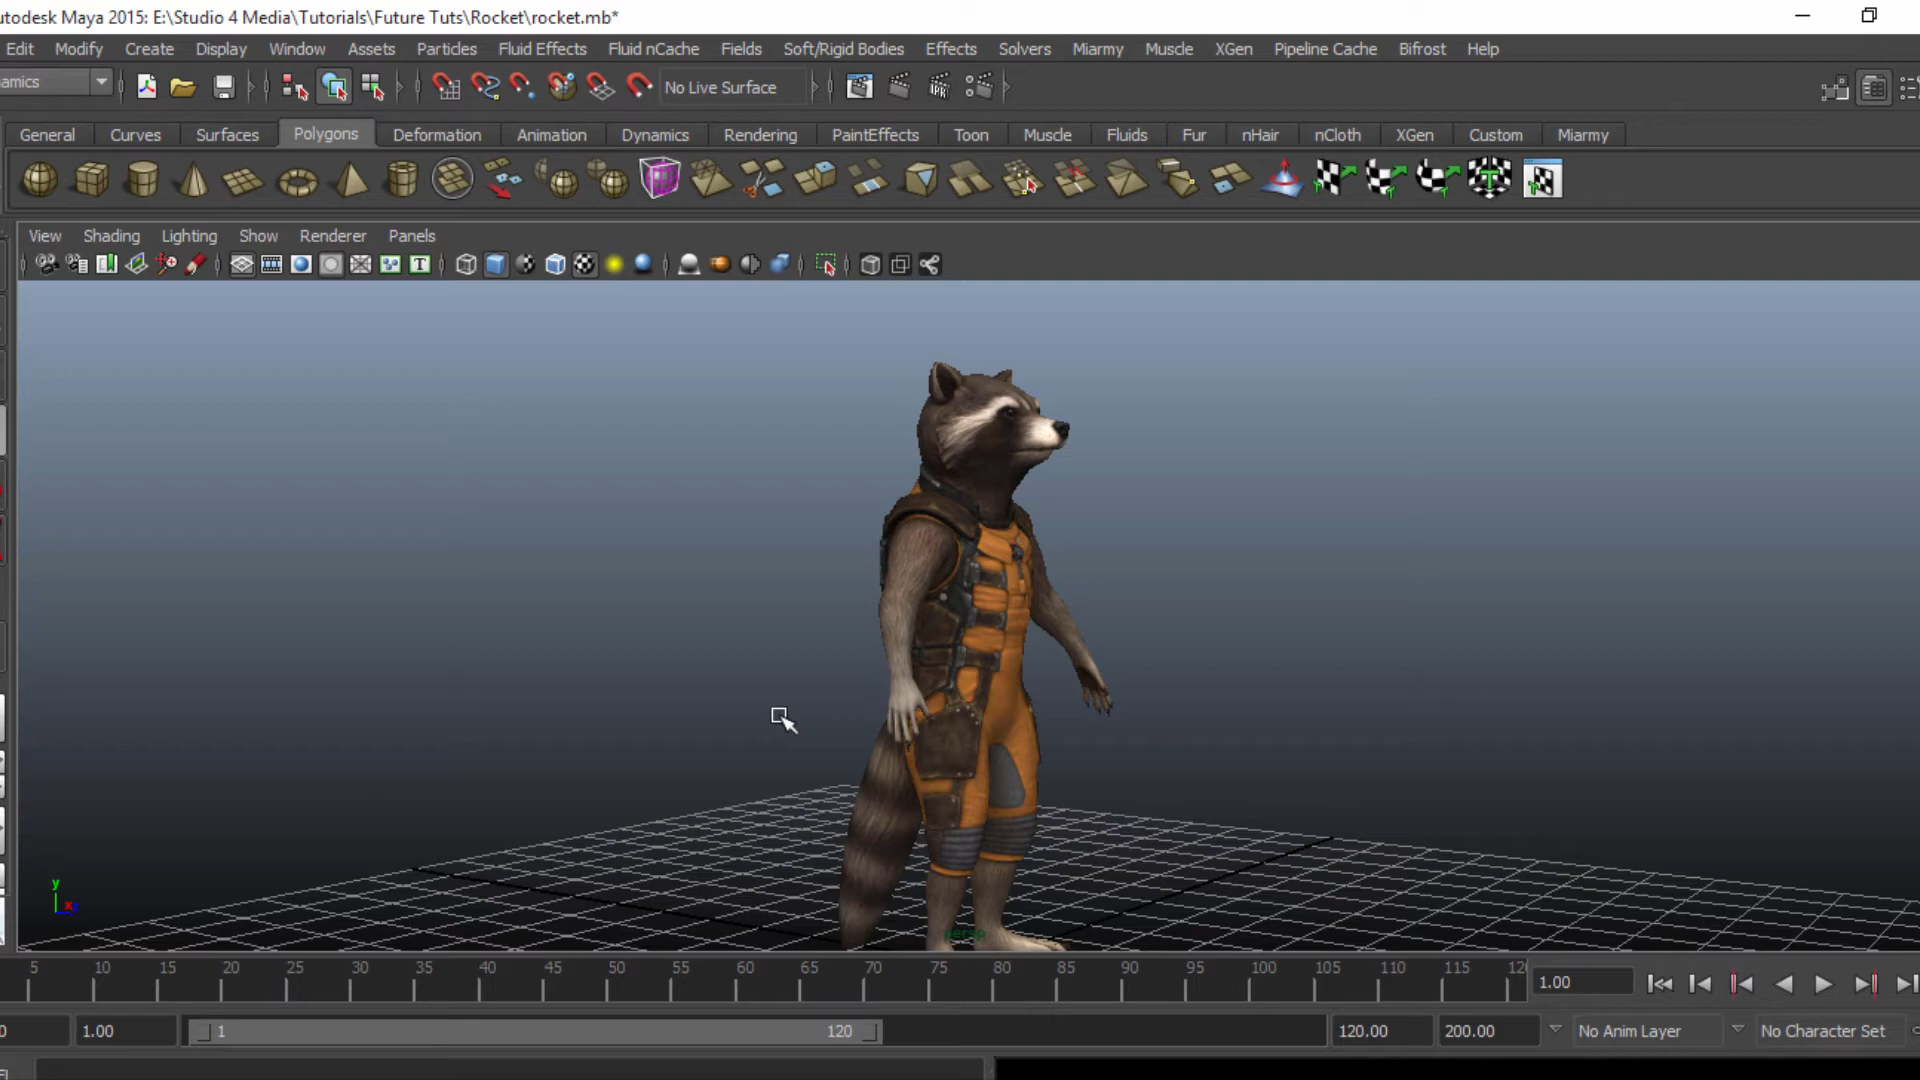 utodesk Maya 2015: E:\Studio 4 Media\Tutorials\Future Tuts\Rocket\rocket.mb*
Edit Modify Create Display Window Assets Particles Fluid Effects Fluid nCache Fields Soft/Rigid Bodies Effects Solvers Miarmy Muscle XGen Pipeline Cache Bifrost Help
amics No Live Surface IPR
General Curves Surfaces Polygons Deformation Animation Dynamics Rendering PaintEffects Toon Muscle Fluids Fur nHair nCloth XGen Custom Miarmy
View Shading Lighting Show Renderer Panels
T
y
x
persp
5 10 15 20 25 30 35 40 45 50 55 60 65 70 75 80 85 90 95 100 105 110 115 12 1.00
0 1.00 1 120 120.00 200.00 No Anim Layer No Character Set